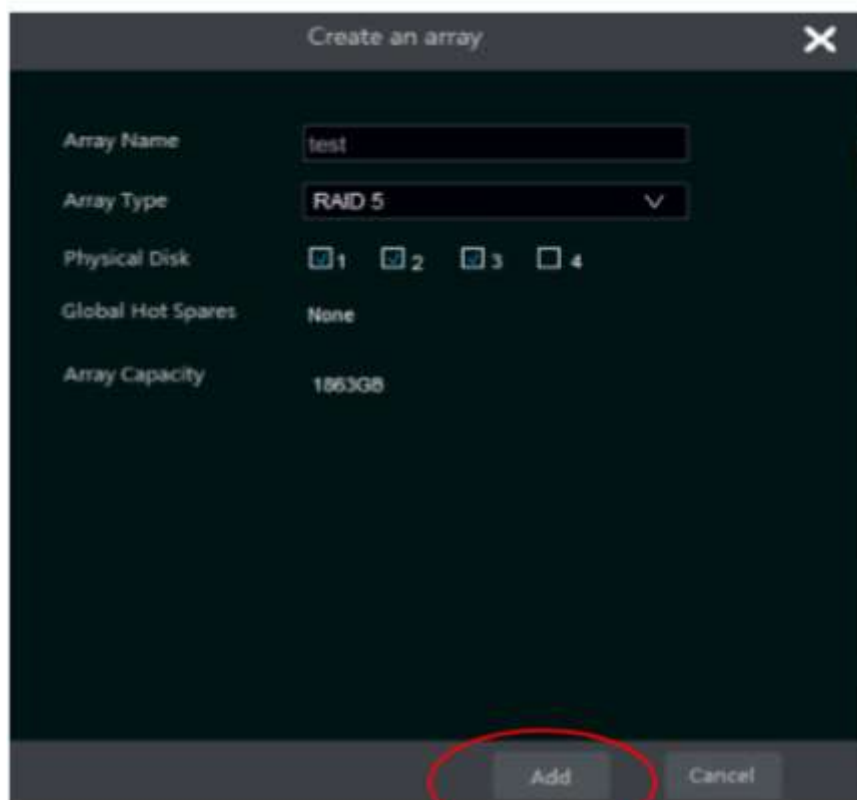 Create an array
Array Name test
Array Type RAID 5
Physical Disk 1 2 3 4
Global Hot Spares None
Array Capacity 1863GB
Add Cancel